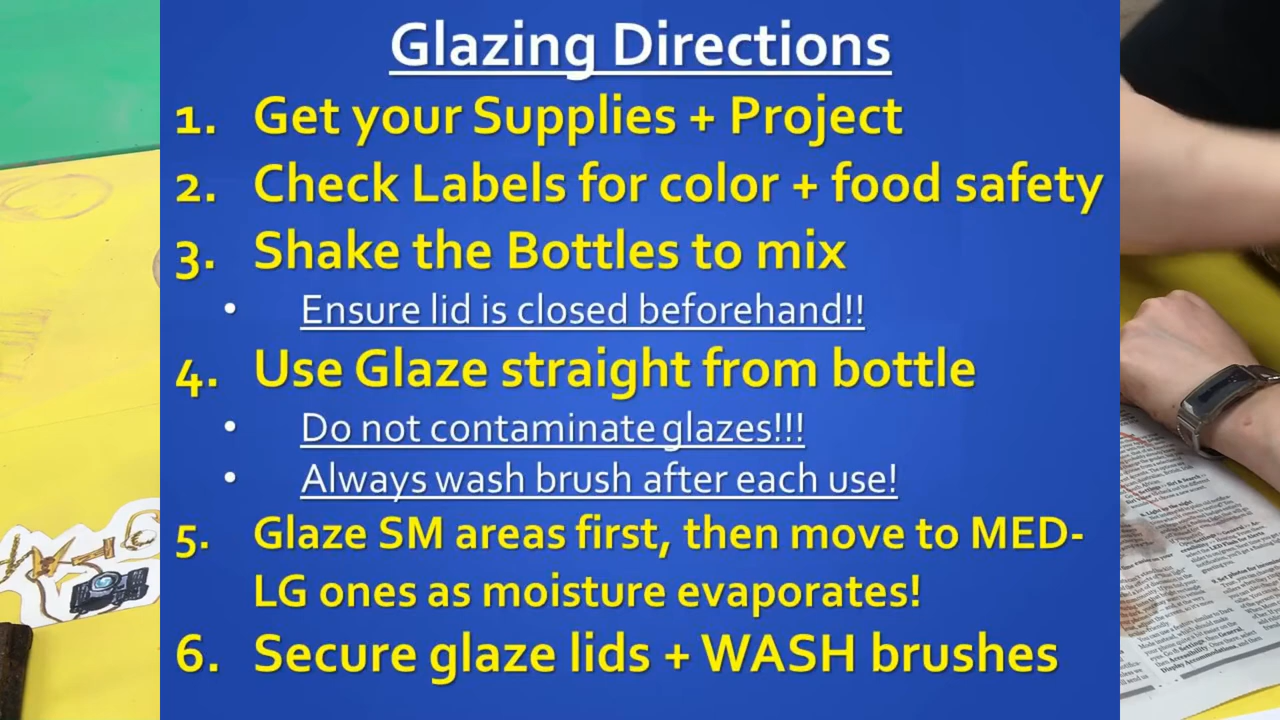 Glazing Directions
1. Get your Supplies + Project
2. Check Labels for color + food safety
3. Shake the Bottles to mix
• Ensure lid is closed beforehand!!
4. Use Glaze straight from bottle
• Do not contaminate glazes!!!
• Always wash brush after each use!
5. Glaze SM areas first, then move to MED-
LG ones as moisture evaporates!
6. Secure glaze lids + WASH brushes